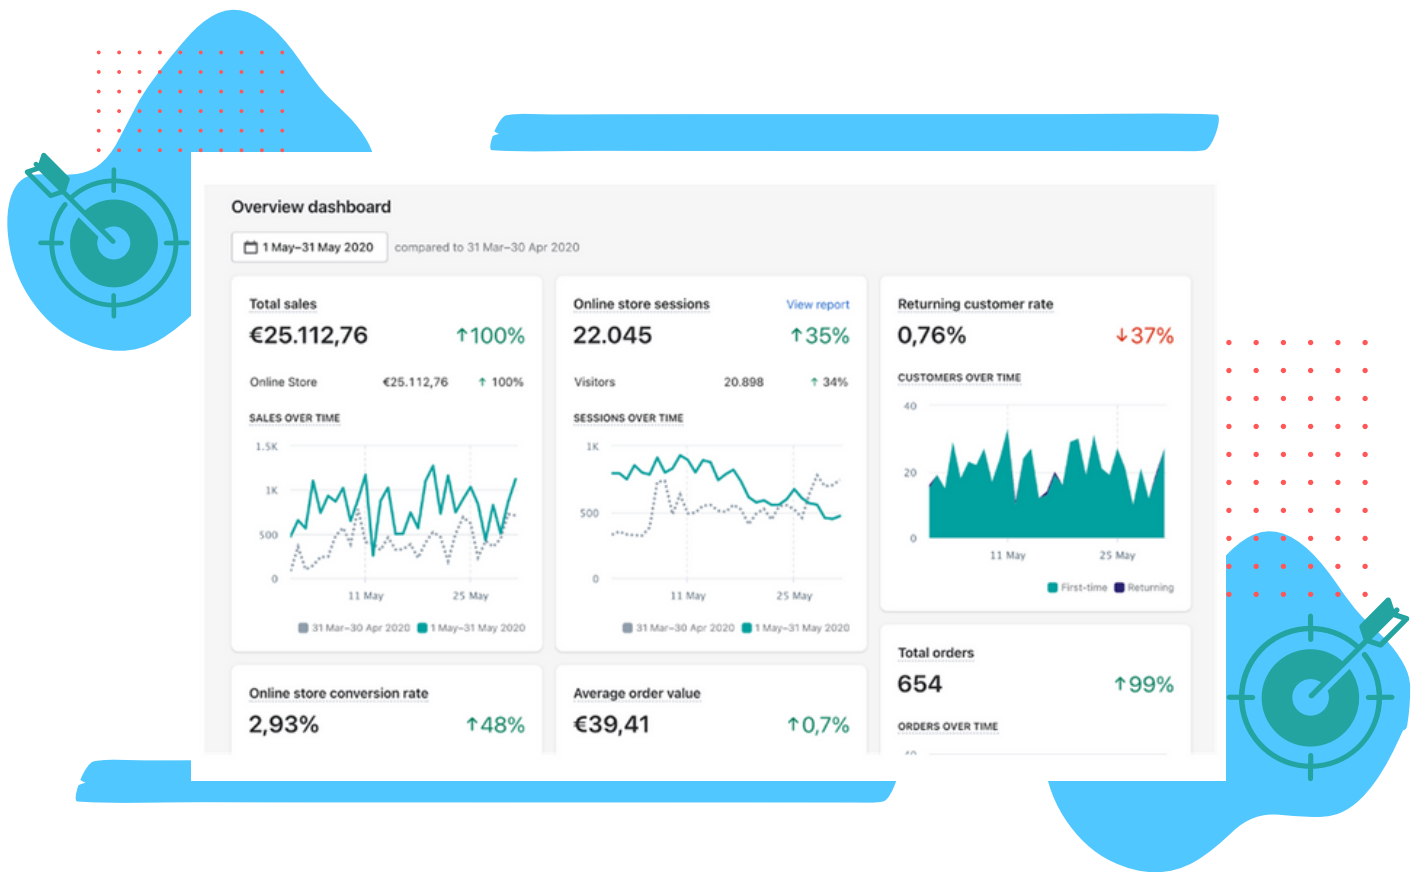 Overview dashboard
1 May–31 May 2020 compared to 31 Mar–30 Apr 2020
Total sales
€25.112,76 ↑100%
Online Store €25.112,76 ↑ 100%
SALES OVER TIME
1.5K
1K
500
0
11 May 25 May
31 Mar–30 Apr 2020 1 May–31 May 2020
Online store sessions View report
22.045 ↑35%
Visitors 20.898 ↑ 34%
SESSIONS OVER TIME
1K
500
0
11 May 25 May
31 Mar–30 Apr 2020 1 May–31 May 2020
Returning customer rate
0,76% ↓37%
CUSTOMERS OVER TIME
40
20
0
11 May 25 May
First-time Returning
Online store conversion rate
2,93% ↑48%
Average order value
€39,41 ↑0,7%
Total orders
654 ↑99%
ORDERS OVER TIME
40